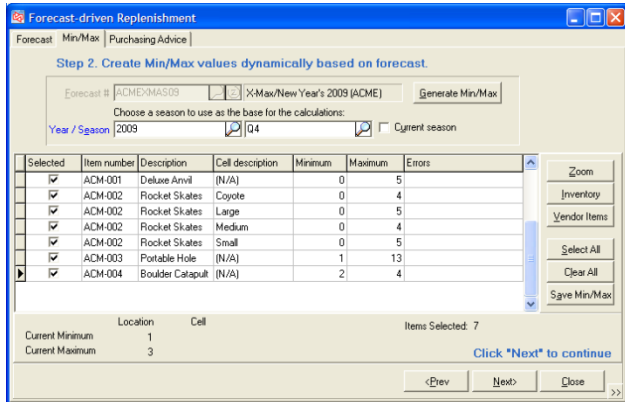 Forecast-driven Replenishment
Forecast Min/Max Purchasing Advice
Step 2. Create Min/Max values dynamically based on forecast.
Forecast # ACMEXMAS09 X-Max/New Year's 2009 (ACME) Generate Min/Max
Choose a season to use as the base for the calculations:
Year / Season 2009 Q4 Current season
Selected Item number Description Cell description Minimum Maximum Errors
ACM-001 Deluxe Anvil (N/A) 0 5
ACM-002 Rocket Skates Coyote 0 4
ACM-002 Rocket Skates Large 0 5
ACM-002 Rocket Skates Medium 0 4
ACM-002 Rocket Skates Small 0 5
ACM-003 Portable Hole (N/A) 1 13
ACM-004 Boulder Catapult (N/A) 2 4
Zoom
Inventory
Vendor Items
Select All
Clear All
Save Min/Max
Location Cell Items Selected: 7
Current Minimum 1
Current Maximum 3
Click "Next" to continue
<Prev Next> Close >>